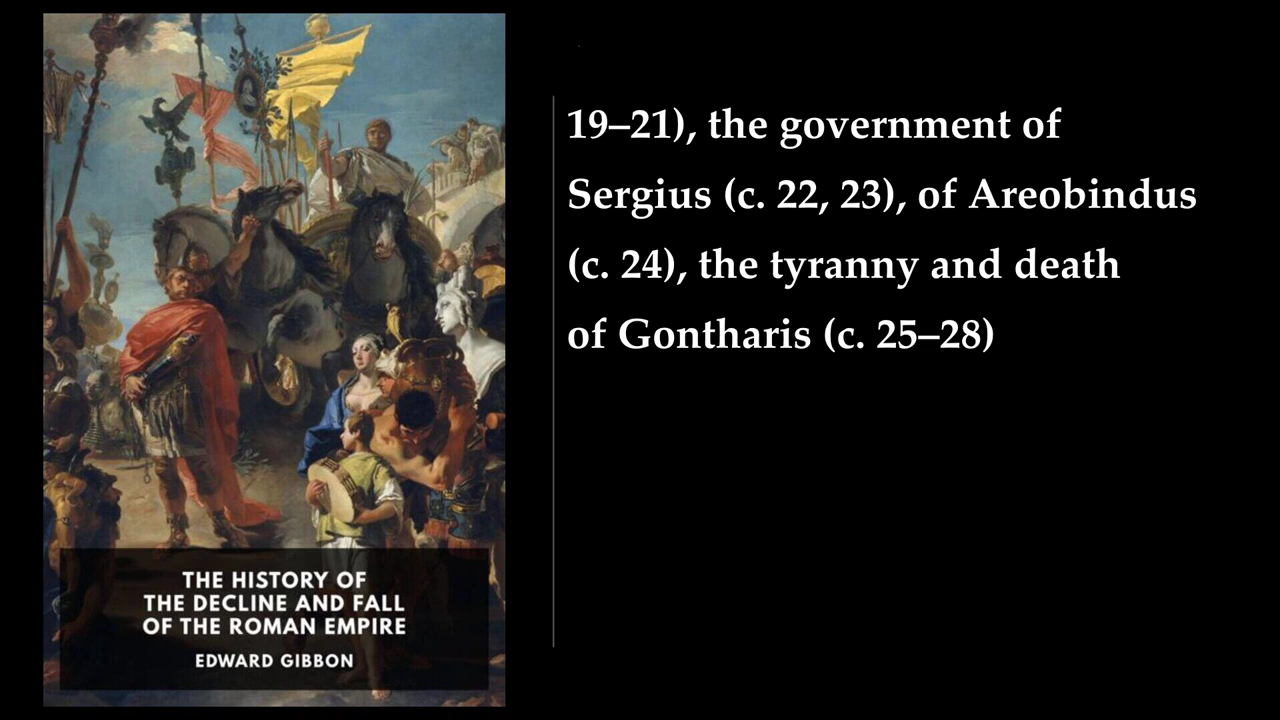 19–21), the government of
Sergius (c. 22, 23), of Areobindus
(c. 24), the tyranny and death
of Gontharis (c. 25–28)
THE HISTORY OF
THE DECLINE AND FALL
OF THE ROMAN EMPIRE
EDWARD GIBBON